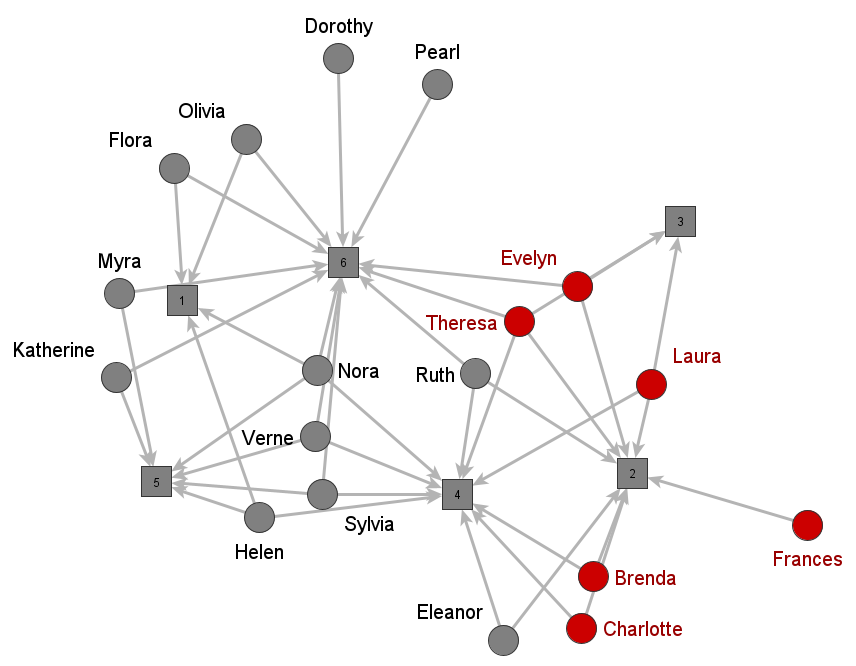 Dorothy
Pearl
Olivia
Flora
3
Evelyn
Myra
6
1
Theresa
Katherine
Nora
Ruth
Laura
Verne
5
4
2
Sylvia
Helen
Frances
Brenda
Eleanor
Charlotte